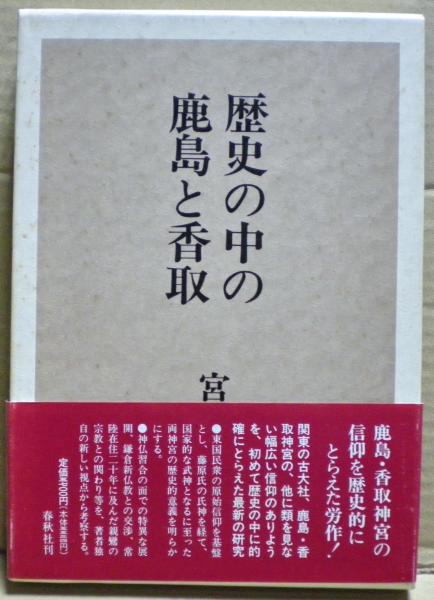 歴史の中の
鹿島と香取
宮
鹿島・香取神宮の
信仰を歴史的に
とらえた労作！
関東の古大社、鹿島・香
取神宮の、他に類を見な
い幅広い信仰のありよう
を、初めて歴史の中に的
確にとらえた最新の研究
●東国民衆の原始信仰を基盤
とし、藤原氏の氏神を経て、
国家的な武神となるに至った
両神宮の歴史的意義を明らか
にする。
●神仏習合の面での特異な展
開、鎌倉新仏教との交渉、常
陸在住二十年に及んだ親鸞の
宗教との関わり等を、著者独
自の新しい視点から考察する。
春秋社刊